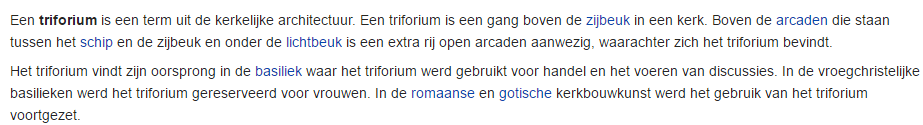 Een triforium is een term uit de kerkelijke architectuur. Een triforium is een gang boven de zijbeuk in een kerk. Boven de arcaden die staan
tussen het schip en de zijbeuk en onder de lichtbeuk is een extra rij open arcaden aanwezig, waarachter zich het triforium bevindt.
Het triforium vindt zijn oorsprong in de basiliek waar het triforium werd gebruikt voor handel en het voeren van discussies. In de vroegchristelijke
basilieken werd het triforium gereserveerd voor vrouwen. In de romaanse en gotische kerkbouwkunst werd het gebruik van het triforium
voortgezet.